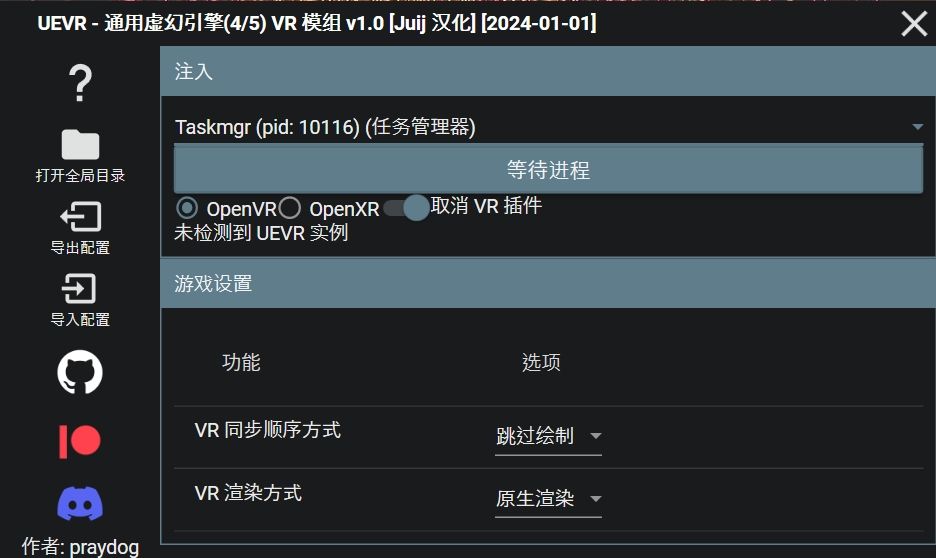 UEVR - 通用虚幻引擎(4/5) VR 模组 v1.0 [Juij 汉化] [2024-01-01]
?
打开全局目录
导出配置
导入配置
作者: praydog
注入
Taskmgr (pid: 10116) (任务管理器)
等待进程
OpenVR OpenXR 取消 VR 插件
未检测到 UEVR 实例
游戏设置
功能 选项
VR 同步顺序方式 跳过绘制
VR 渲染方式 原生渲染